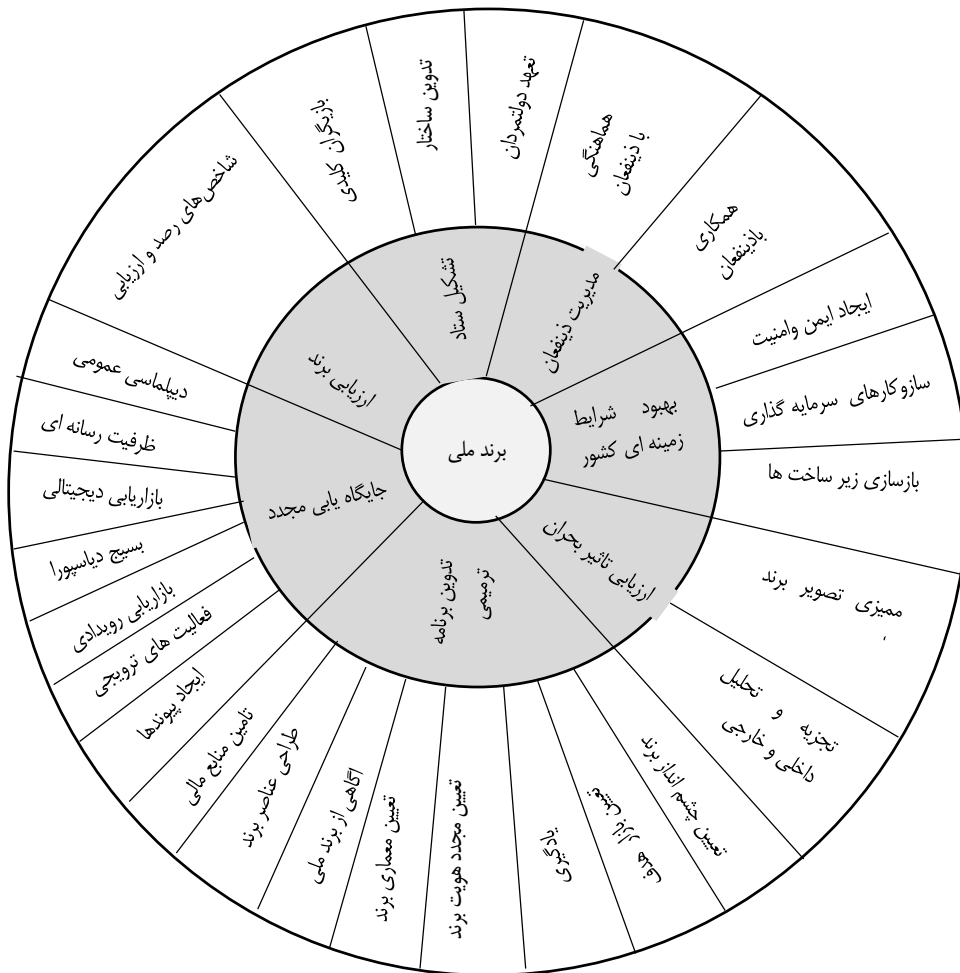 برند ملی
تشکیل ستاد
مدیریت ذینفعان
بهبود شرایط
زمینه ای کشور
ارزیابی تاثیر بحران
تدوین برنامه
ترمیمی
جایگاه یابی مجدد
ارزیابی برند
بازیگران کلیدی
تدوین ساختار
تعهد دولتمردان
هماهنگی
با ذینفعان
همکاری
باذینفعان
ایجاد ایمن وامنیت
سازوکارهای سرمایه گذاری
بازسازی زیر ساخت ها
ممیزی تصویر برند
تجزیه و تحلیل
داخلی و خارجی
تعیین چشم انداز برند
تعیین بازار هدف
یادگیری
تعیین مجدد هویت برند
تعیین معماری برند
آگاهی از برند ملی
طراحی عناصر برند
تامین منابع مالی
ایجاد پیوندها
فعالیت های ترویجی
بازاریابی رویدادی
بسیج دیاسپورا
بازاریابی دیجیتالی
ظرفیت رسانه ای
دیپلماسی عمومی
شاخص‌های رصد و ارزیابی